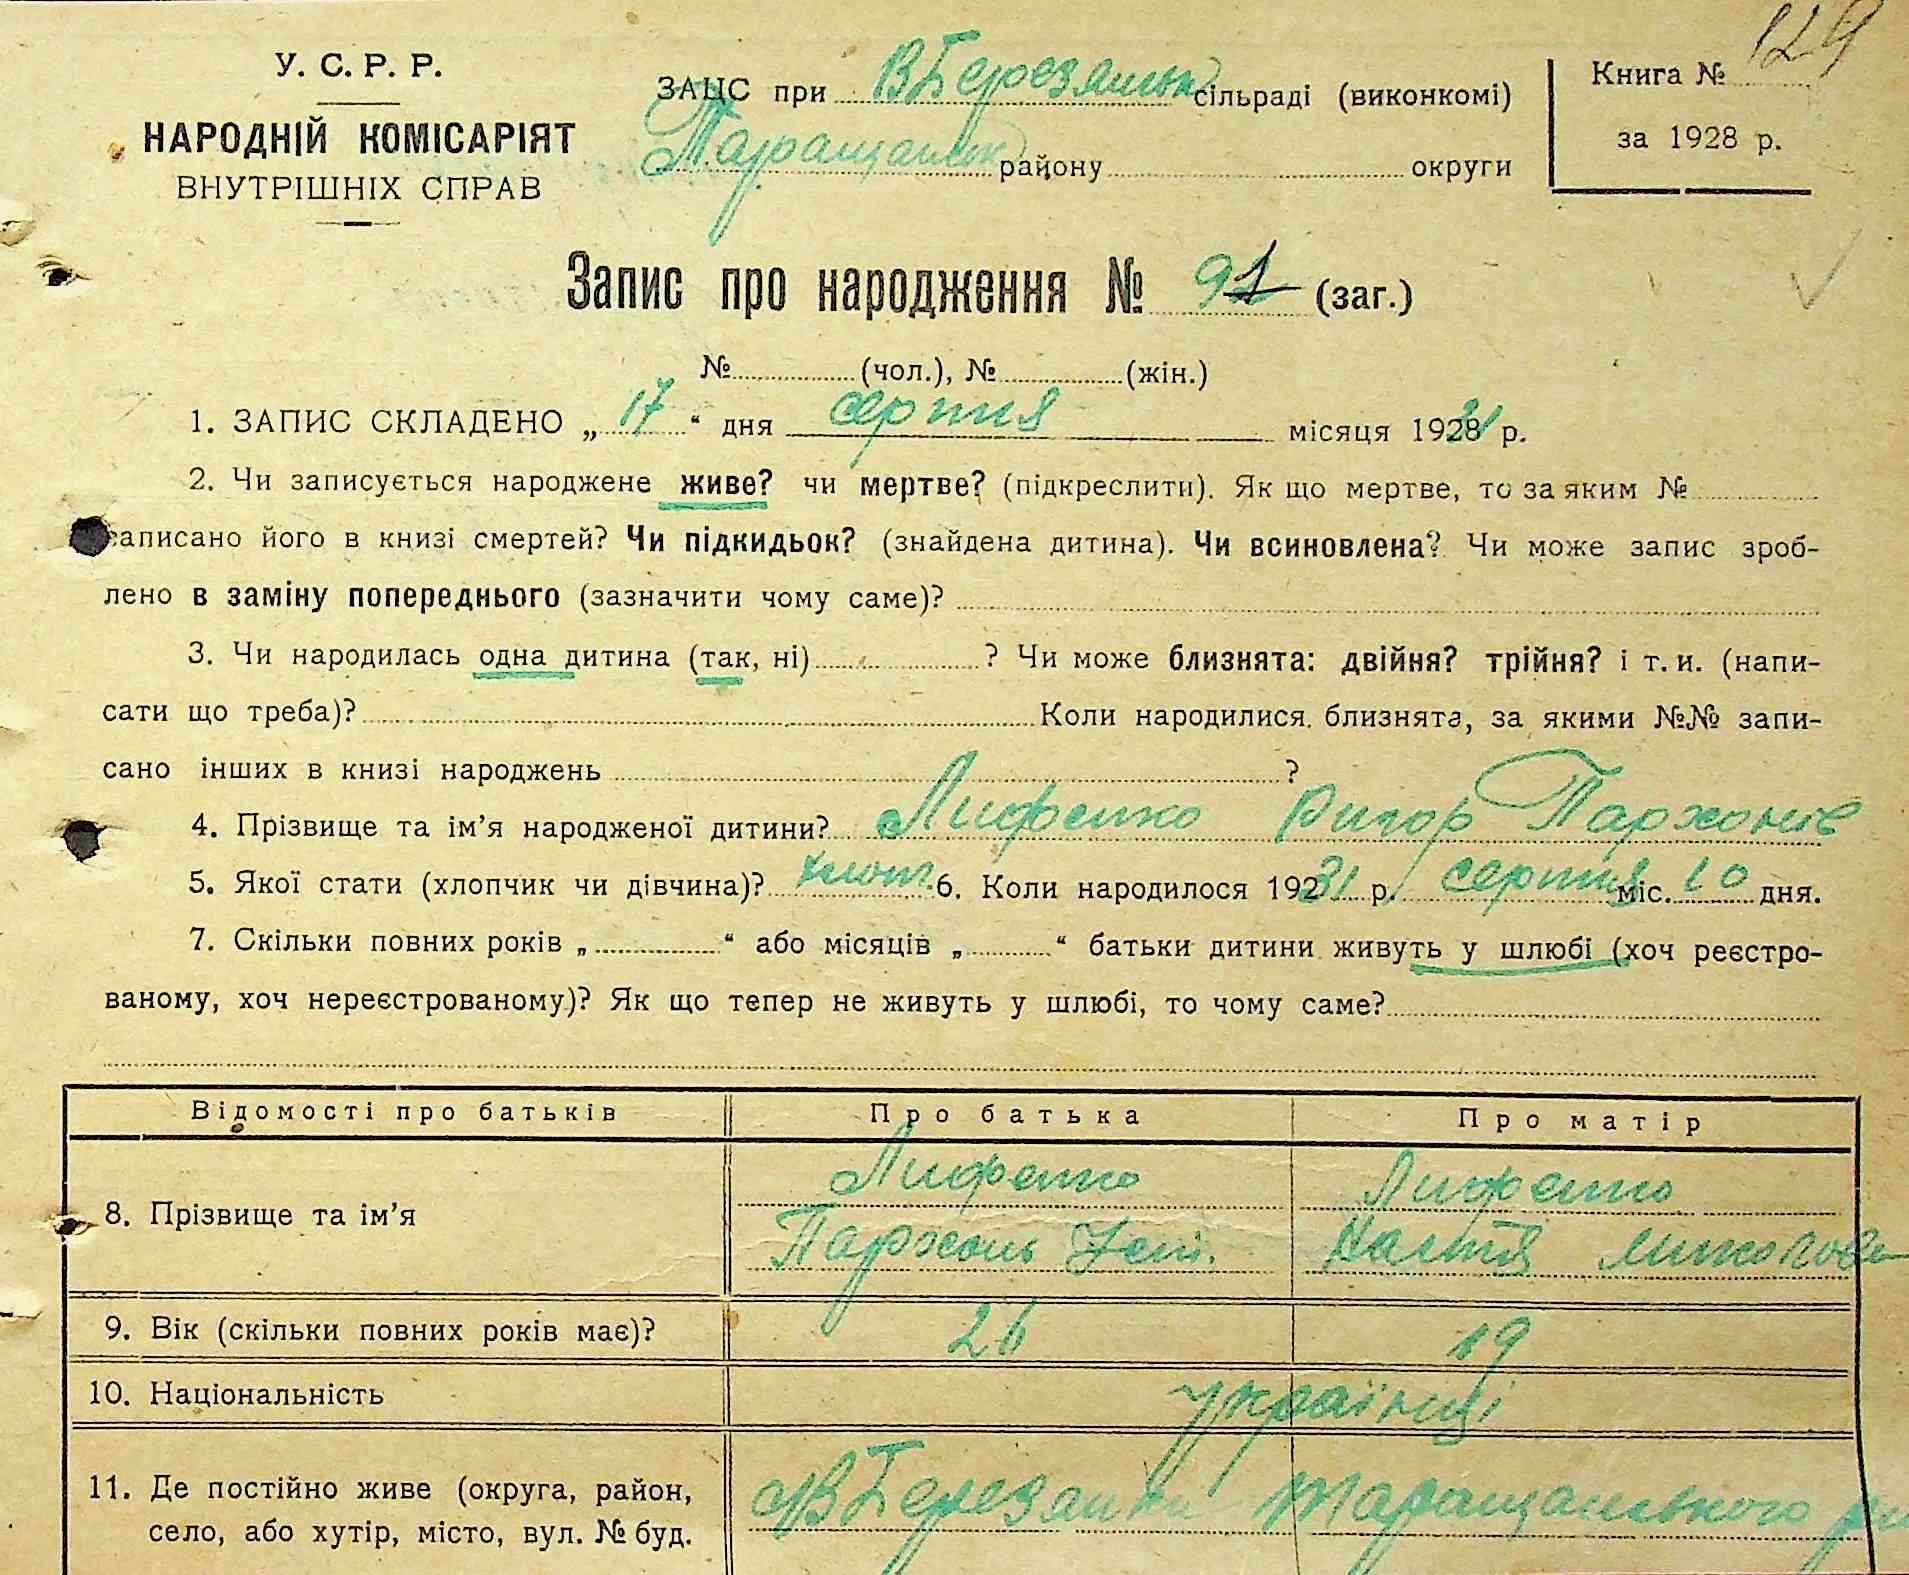 129
У. С. Р. Р.
НАРОДНІЙ КОМІСАРІЯТ
ВНУТРІШНІХ СПРАВ
ЗАЦС при В Березянськ сільраді (виконкомі)
Таращанськ району округи
Книга №
за 1928 р.
Запис про народження № 91 (заг.)
№ (чол.), № (жін.)
1. ЗАПИС СКЛАДЕНО „ 17 “ дня серпня місяця 1931 р.
2. Чи записується народжене живе? чи мертве? (підкреслити). Як що мертве, то за яким №
записано його в книзі смертей? Чи підкидьок? (знайдена дитина). Чи всиновлена? Чи може запис зроб-
лено в заміну попереднього (зазначити чому саме)?
3. Чи народилась одна дитина (так, ні) ? Чи може близнята: двійня? трійня? і т. и. (напи-
сати що треба)? Коли народилися близнята, за якими №№ запи-
сано інших в книзі народжень ?
4. Прізвище та ім’я народженої дитини? Лифенко Григор Пархонів
5. Якої стати (хлопчик чи дівчина)? хлоп. 6. Коли народилося 1931 р. серпня міс. 10 дня.
7. Скільки повних років „ “ або місяців „ “ батьки дитини живуть у шлюбі (хоч реєстро-
ваному, хоч нереєстрованому)? Як що тепер не живуть у шлюбі, то чому саме?
Відомості про батьків Про батька Про матір
8. Прізвище та ім’я Лифенко Лифенко
Пархонь Уст. Настя
9. Вік (скільки повних років має)? 26 19
10. Національність українці
11. Де постійно живе (округа, район, В Березянка Таращанського
село, або хутір, місто, вул. № буд.